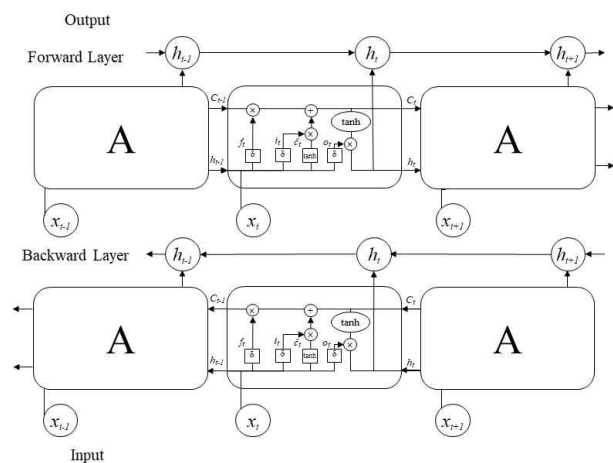 Output
h_{t-1} h_t h_{t+1}
Forward Layer
C_{t-1} C_t
tanh
A A
f_t i_t ĉ_t o_t
δ δ tanh δ
h_{t-1} h_t
x_{t-1} x_t x_{t+1}
Backward Layer h_{t-1} h_t h_{t+1}
C_{t-1} C_t
tanh
A A
f_t i_t ĉ_t o_t
δ δ tanh δ
h_{t-1} h_t
x_{t-1} x_t x_{t+1}
Input